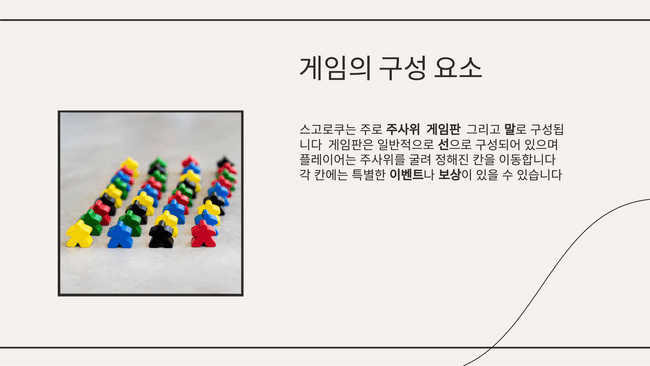 게임의 구성 요소
스고로쿠는 주로 주사위 게임판 그리고 말로 구성됩
니다 게임판은 일반적으로 선으로 구성되어 있으며
플레이어는 주사위를 굴려 정해진 칸을 이동합니다
각 칸에는 특별한 이벤트나 보상이 있을 수 있습니다